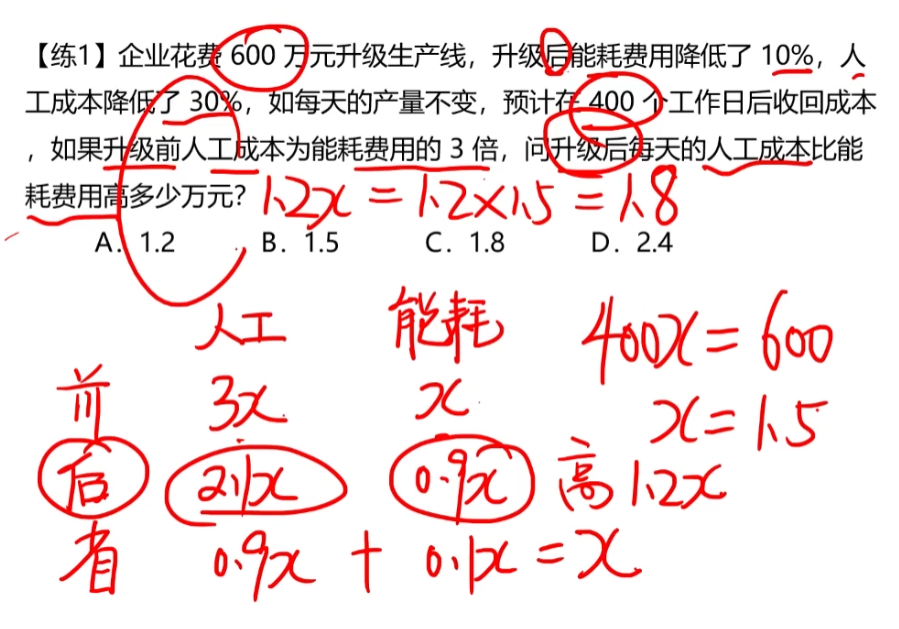 【练1】企业花费 600 万元升级生产线，升级后能耗费用降低了 10%，人
工成本降低了 30%，如每天的产量不变，预计在 400 个工作日后收回成本
，如果升级前人工成本为能耗费用的 3 倍，问升级后每天的人工成本比能
耗费用高多少万元？
1.2x=1.2×1.5=1.8
A. 1.2 B. 1.5 C. 1.8 D. 2.4
人工 能耗
400x=600
前 3x x
x=1.5
后 2.1x 0.9x 高1.2x
省 0.9x + 0.1x=x